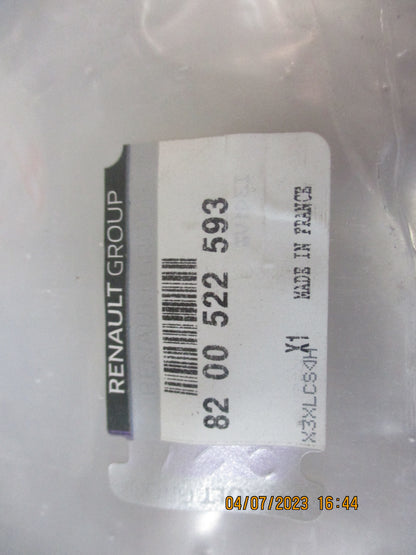 RENAULT GROUP
82 00 522 593
X1 MADE IN FRANCE
04/07/2023 16:44